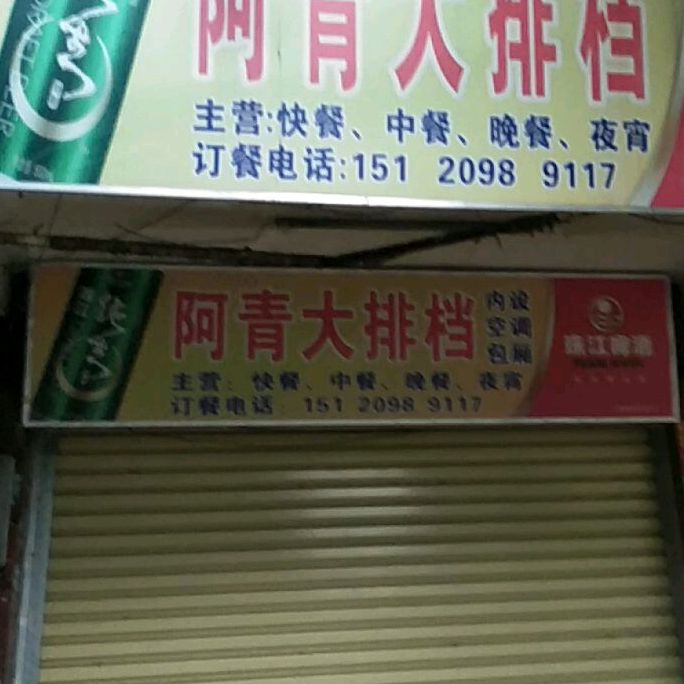 阿青大排档
主营:快餐、中餐、晚餐、夜宵
订餐电话:151 2098 9117
阿青大排档
内设
空调
包厢
主营: 快餐、中餐、晚餐、夜宵
订餐电话: 151 2098 9117
珠江啤酒